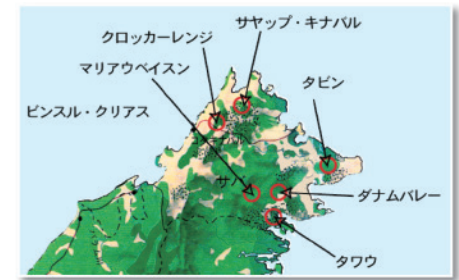 サヤップ・キナバル
クロッカーレンジ
マリアウベイスン
タビン
ビンスル・クリアス
サバ
ダナムバレー
タワウ